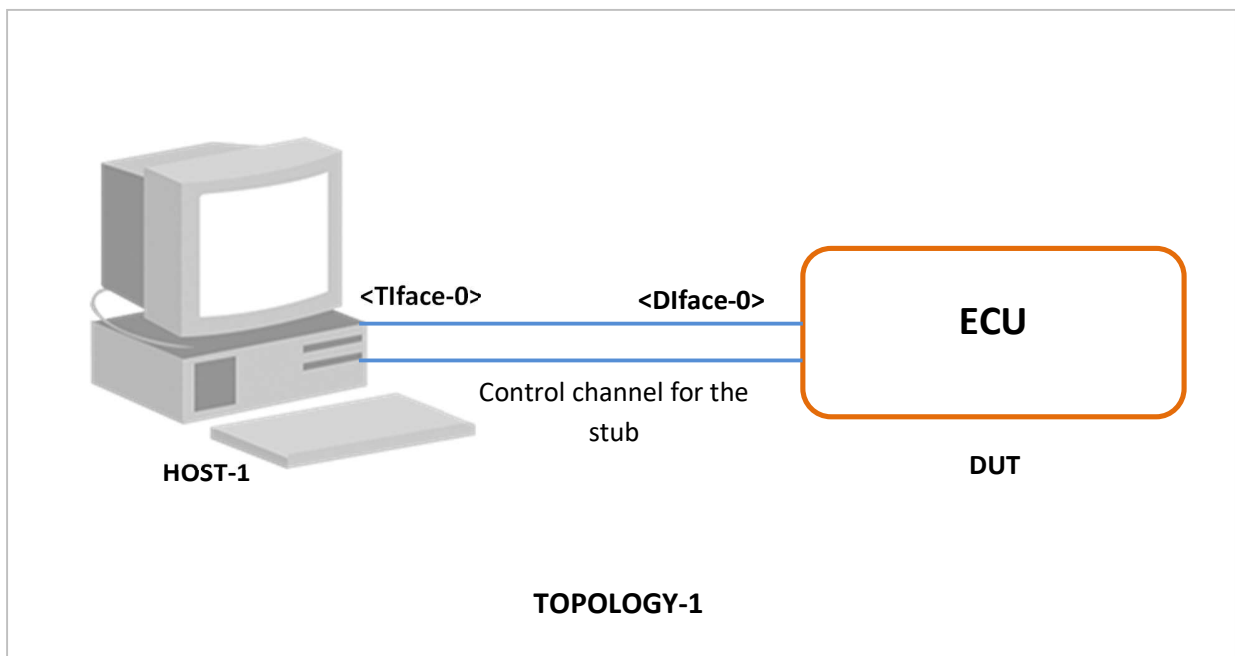 <TIface-0>
<DIface-0>
ECU
Control channel for the
stub
HOST-1
DUT
TOPOLOGY-1